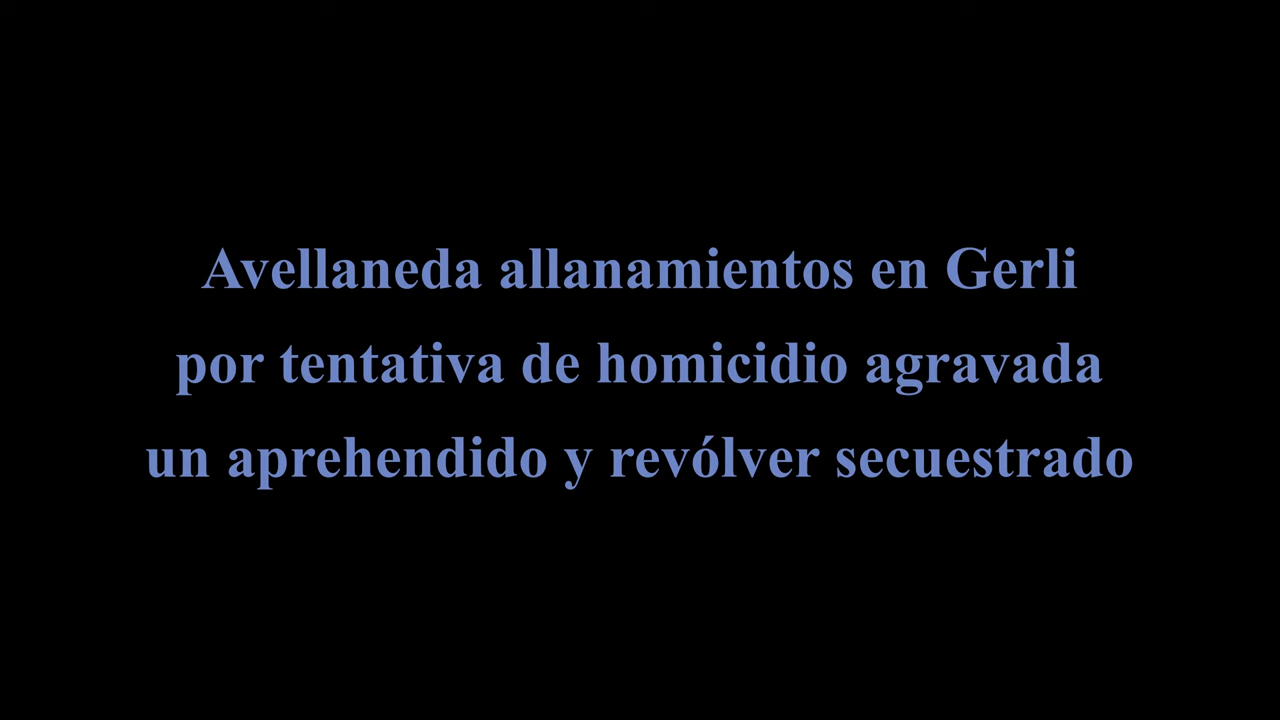 Avellaneda allanamientos en Gerli
por tentativa de homicidio agravada
un aprehendido y revólver secuestrado